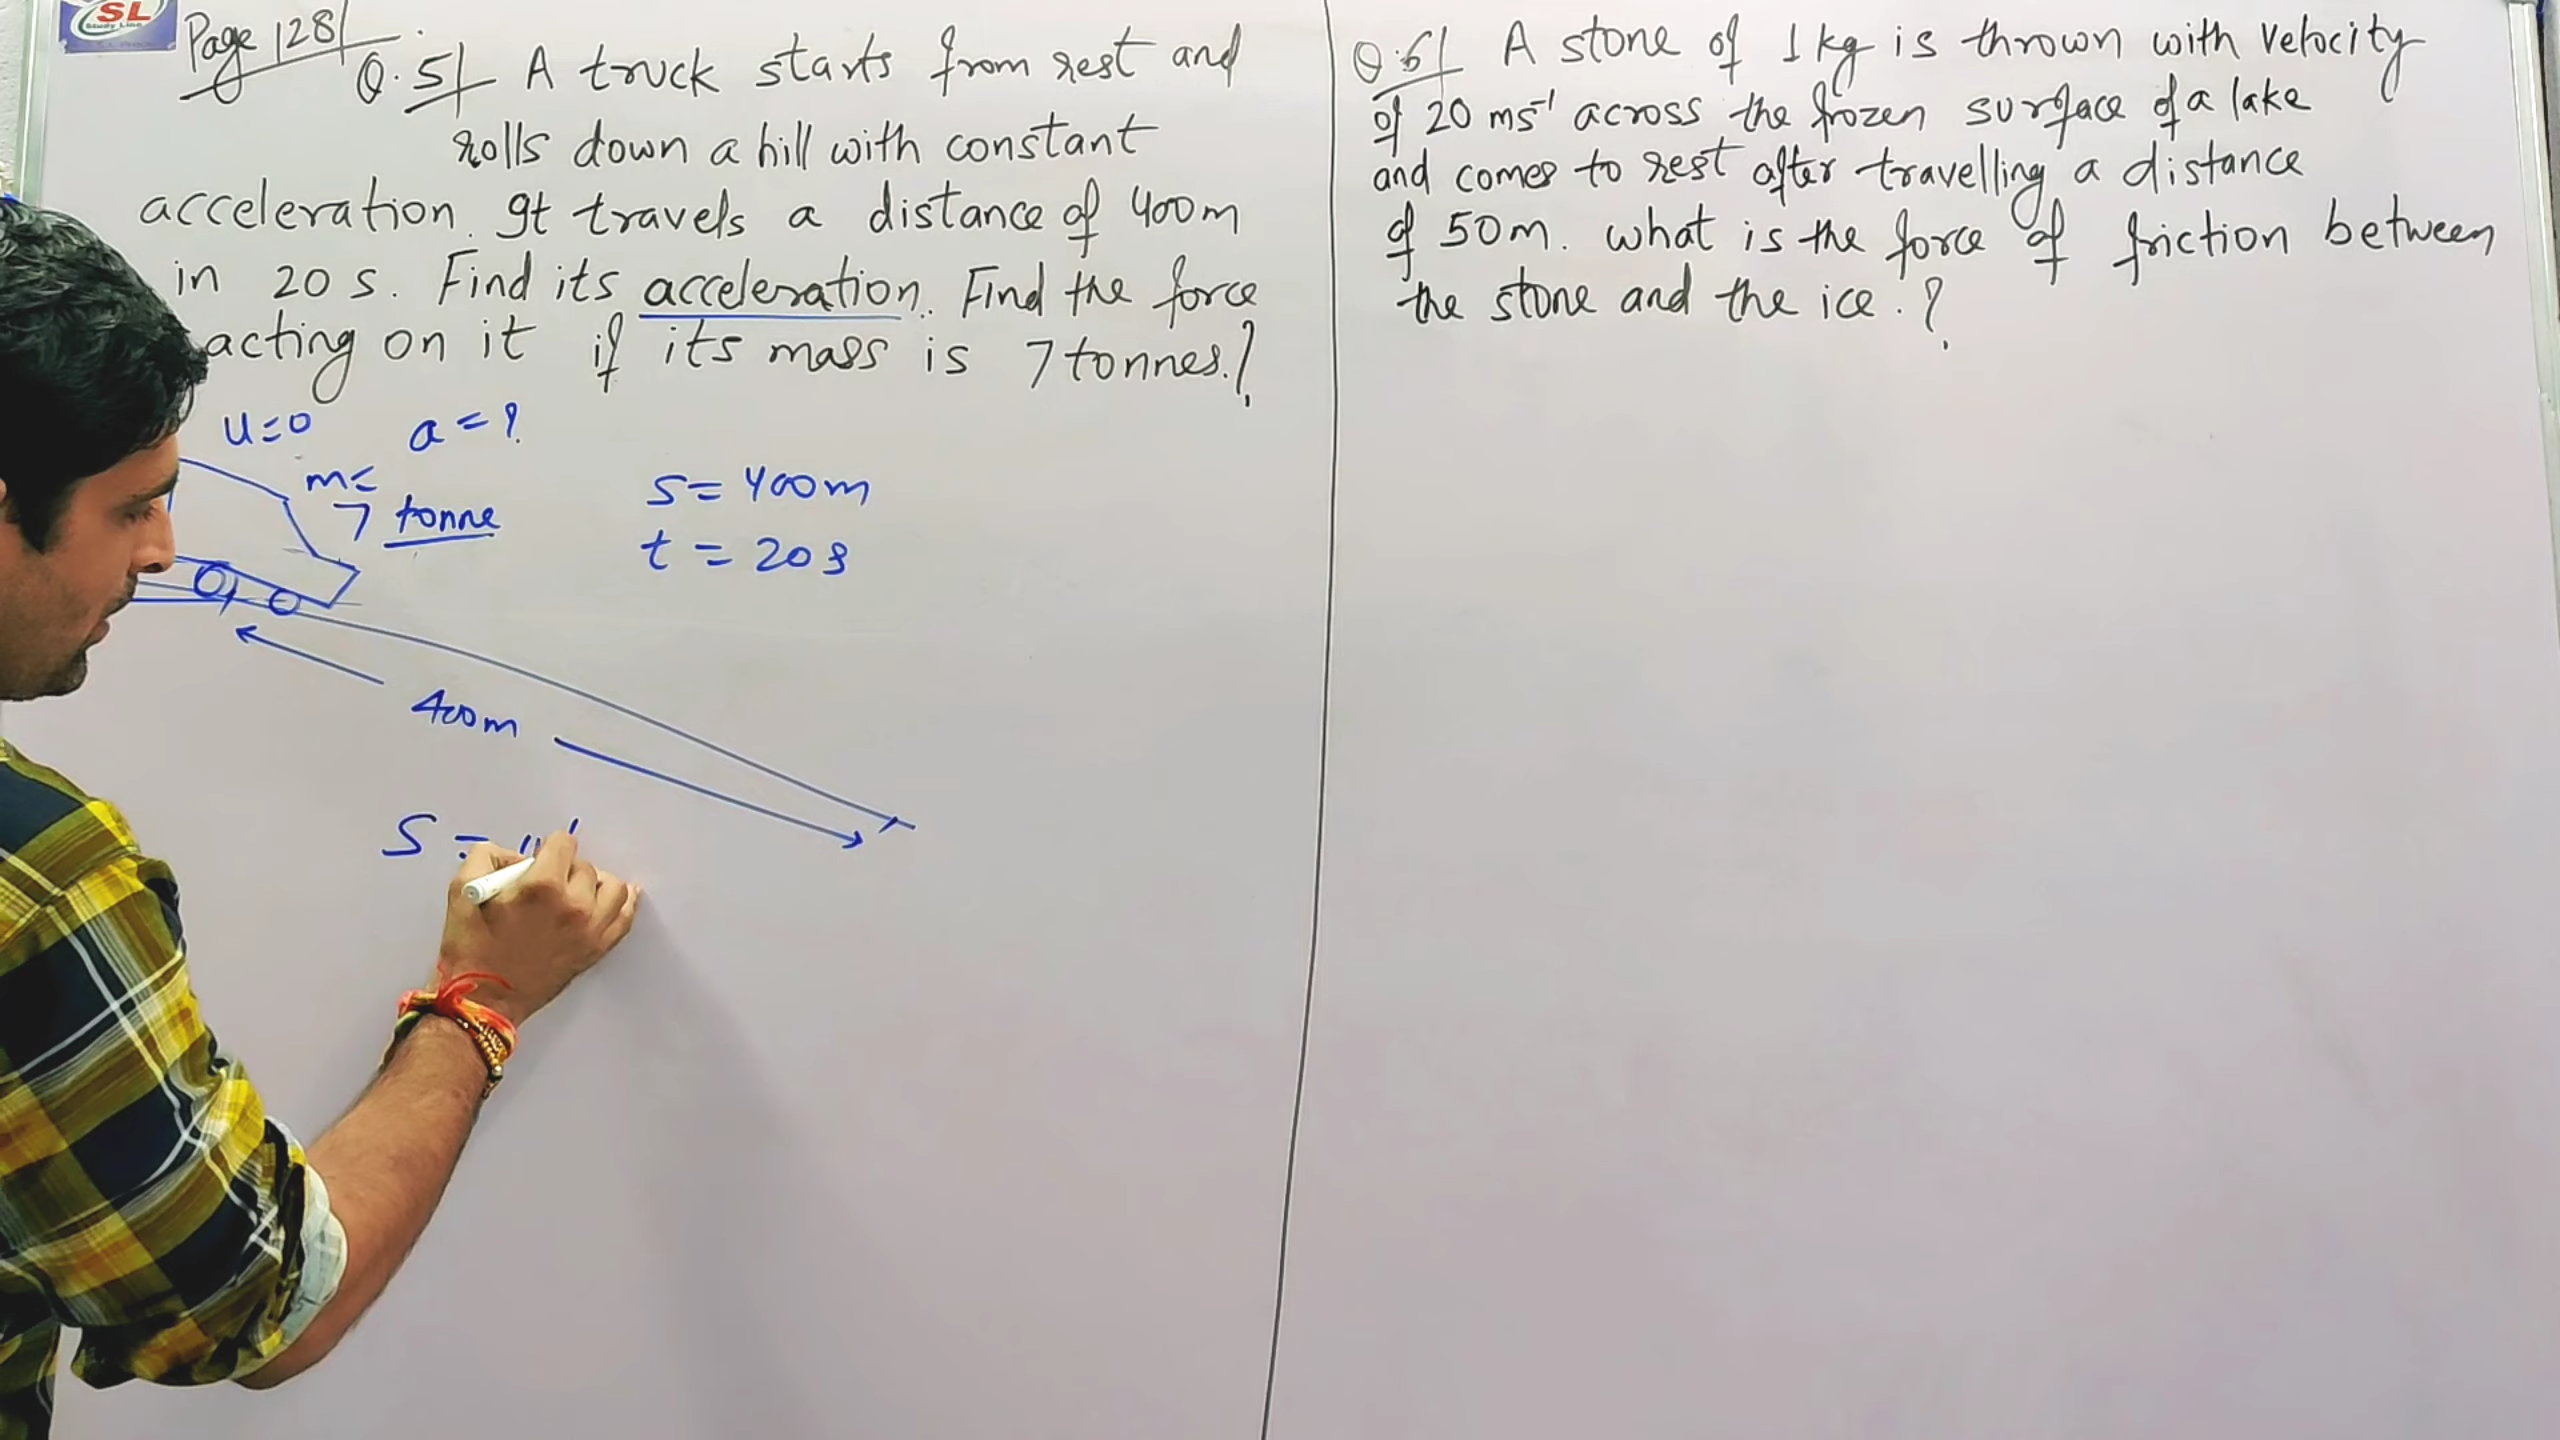 SL
Study Line
Page 128/
Q.5/ A truck starts from rest and
rolls down a hill with constant
acceleration. It travels a distance of 400m
in 20 s. Find its acceleration. Find the force
acting on it if its mass is 7 tonnes.?
u=0 a=?
m=
7 tonne
s= 400m
t = 20s
400m
S = u
Q.6/ A stone of 1 kg is thrown with velocity
of 20 ms⁻¹ across the frozen surface of a lake
and comes to rest after travelling a distance
of 50m. what is the force of friction between
the stone and the ice.?